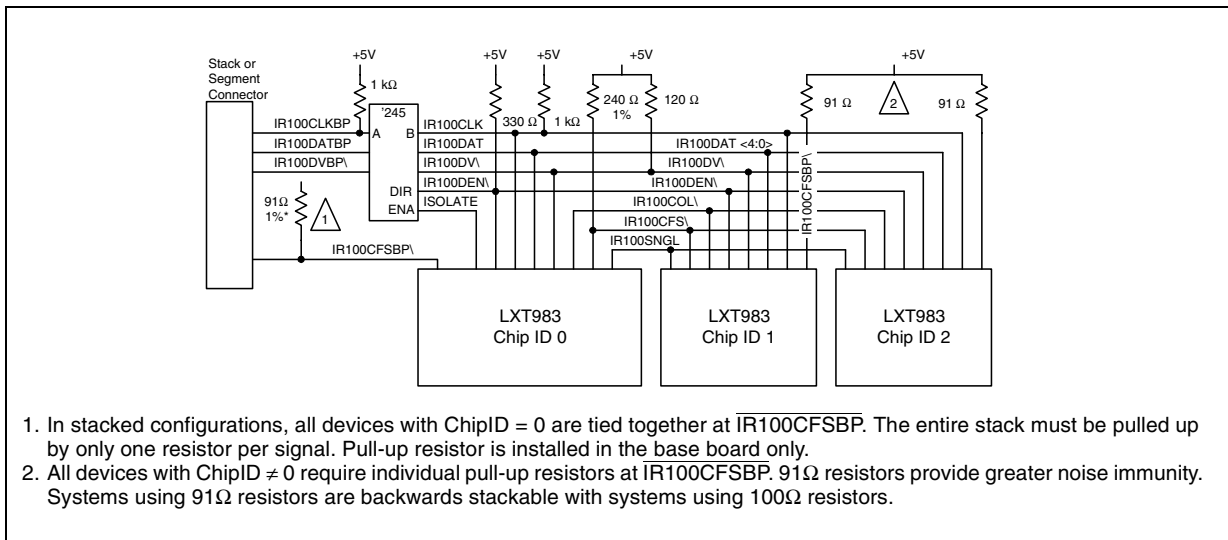 +5V +5V +5V +5V +5V
Stack or
Segment
Connector
1 kΩ
'245
240 Ω
1%
120 Ω
91 Ω
2
91 Ω
330 Ω
1 kΩ
IR100CLKBP
A
B
IR100CLK
IR100DATBP
IR100DAT
IR100DAT <4:0>
IR100DVBP\
IR100DV\
IR100DV\
DIR
IR100DEN\
IR100DEN\
ENA
ISOLATE
IR100COL\
91Ω
1%*
1
IR100CFS\
IR100CFSBP\
IR100SNGL
IR100CFSBP\
LXT983
Chip ID 0
LXT983
Chip ID 1
LXT983
Chip ID 2
1. In stacked configurations, all devices with ChipID = 0 are tied together at IR100CFSBP. The entire stack must be pulled up
by only one resistor per signal. Pull-up resistor is installed in the base board only.
2. All devices with ChipID ≠ 0 require individual pull-up resistors at IR100CFSBP. 91Ω resistors provide greater noise immunity.
Systems using 91Ω resistors are backwards stackable with systems using 100Ω resistors.